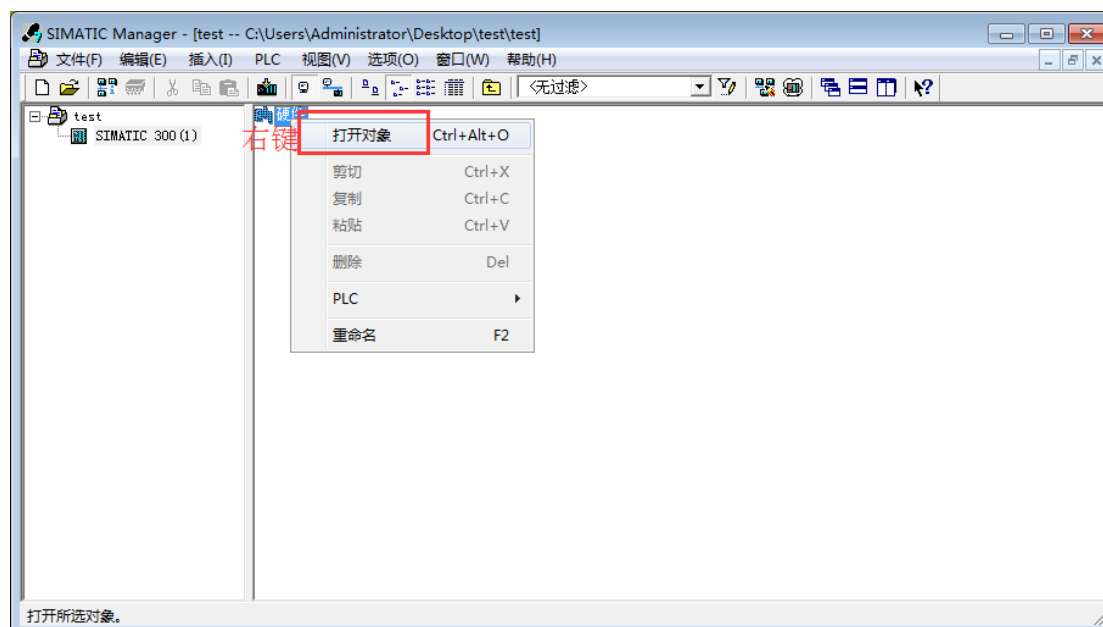 SIMATIC Manager - [test -- C:\Users\Administrator\Desktop\test\test]
文件(F) 编辑(E) 插入(I) PLC 视图(V) 选项(O) 窗口(W) 帮助(H)
<无过滤>
test
SIMATIC 300(1)
硬件
右键
打开对象 Ctrl+Alt+O
剪切 Ctrl+X
复制 Ctrl+C
粘贴 Ctrl+V
删除 Del
PLC
重命名 F2
打开所选对象。